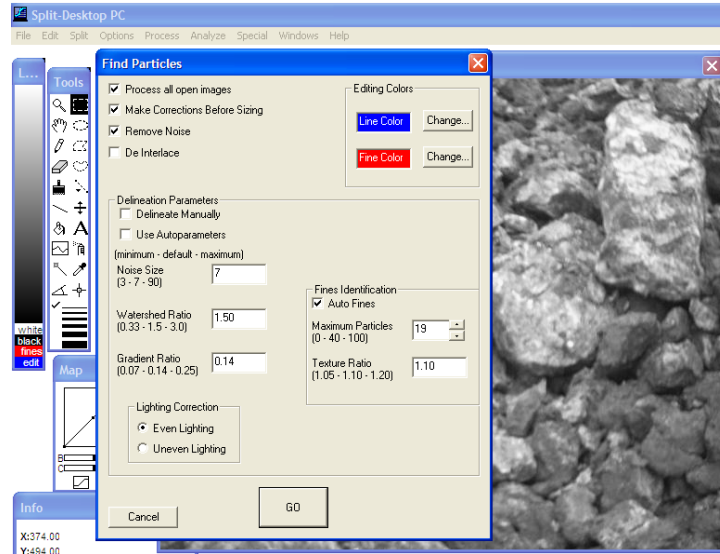 Split-Desktop PC
File Edit Split Options Process Analyze Special Windows Help
L...
Tools
white
black
fines
edit
Map
B
C
Info
X:374.00
Y:494.00
Find Particles
Process all open images
Make Corrections Before Sizing
Remove Noise
De Interlace
Editing Colors
Line Color Change...
Fine Color Change...
Delineation Parameters
Delineate Manually
Use Autoparameters
(minimum - default - maximum)
Noise Size 7
(3 - 7 - 90)
Watershed Ratio 1.50
(0.33 - 1.5 - 3.0)
Gradient Ratio 0.14
(0.07 - 0.14 - 0.25)
Fines Identification
Auto Fines
Maximum Particles 19
(0 - 40 - 100)
Texture Ratio 1.10
(1.05 - 1.10 - 1.20)
Lighting Correction
Even Lighting
Uneven Lighting
Cancel
GO